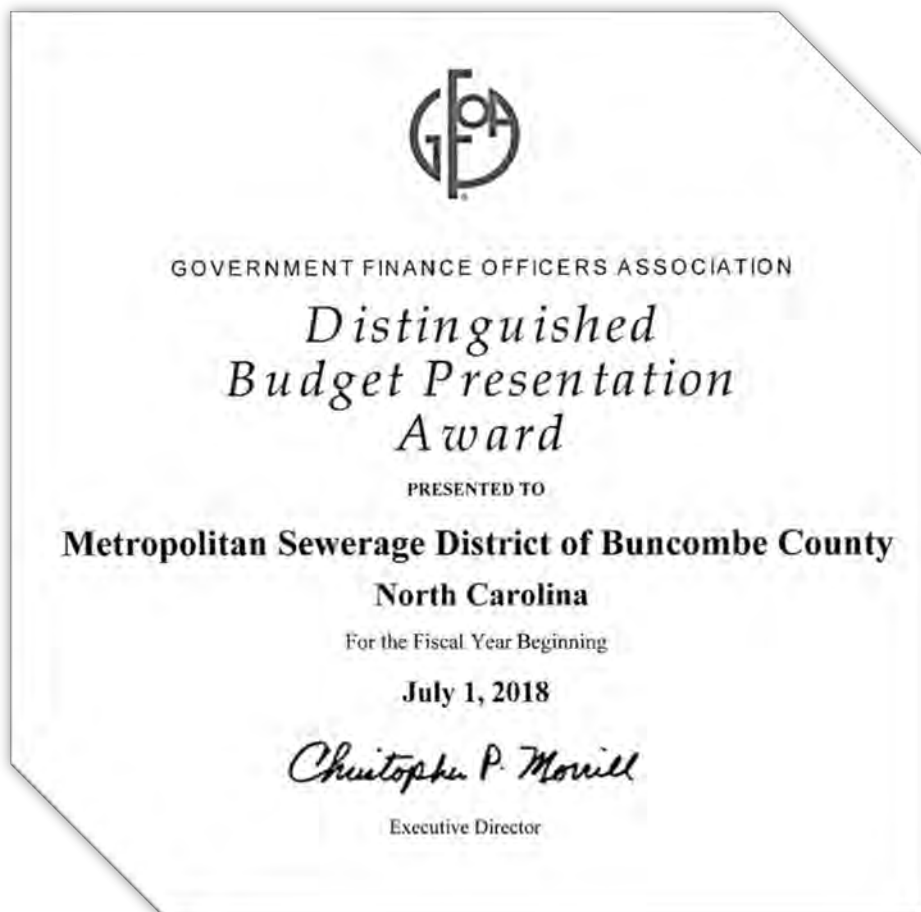 GFOA
GOVERNMENT FINANCE OFFICERS ASSOCIATION
Distinguished
Budget Presentation
Award
PRESENTED TO
Metropolitan Sewerage District of Buncombe County
North Carolina
For the Fiscal Year Beginning
July 1, 2018
Christopher P. Morrill
Executive Director